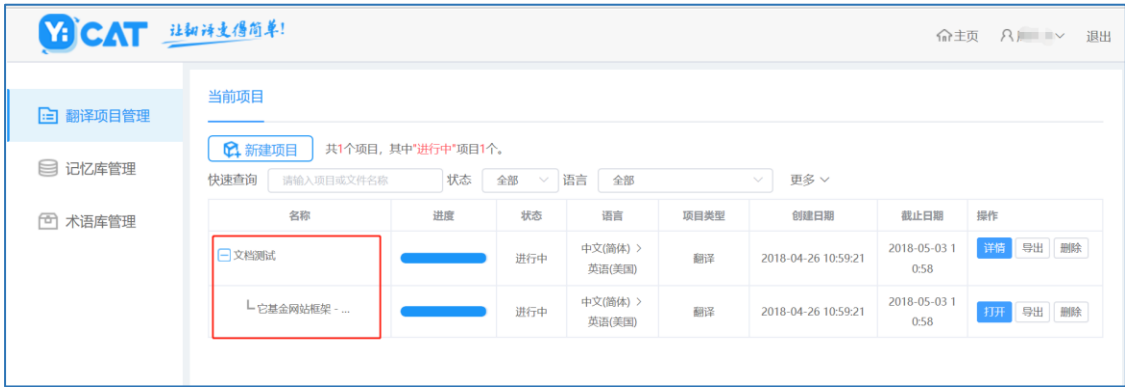 Yi CAT 让翻译变得简单!
主页 退出
翻译项目管理
记忆库管理
术语库管理
当前项目
新建项目 共1个项目, 其中"进行中"项目1个。
快速查询 请输入项目或文件名称 状态 全部 语言 全部 更多
名称 进度 状态 语言 项目类型 创建日期 截止日期 操作
文档测试 进行中 中文(简体) > 翻译 2018-04-26 10:59:21 2018-05-03 1 详情 导出 删除
英语(美国) 0:58
它基金网站框架 - ... 进行中 中文(简体) > 翻译 2018-04-26 10:59:21 2018-05-03 1 打开 导出 删除
英语(美国) 0:58